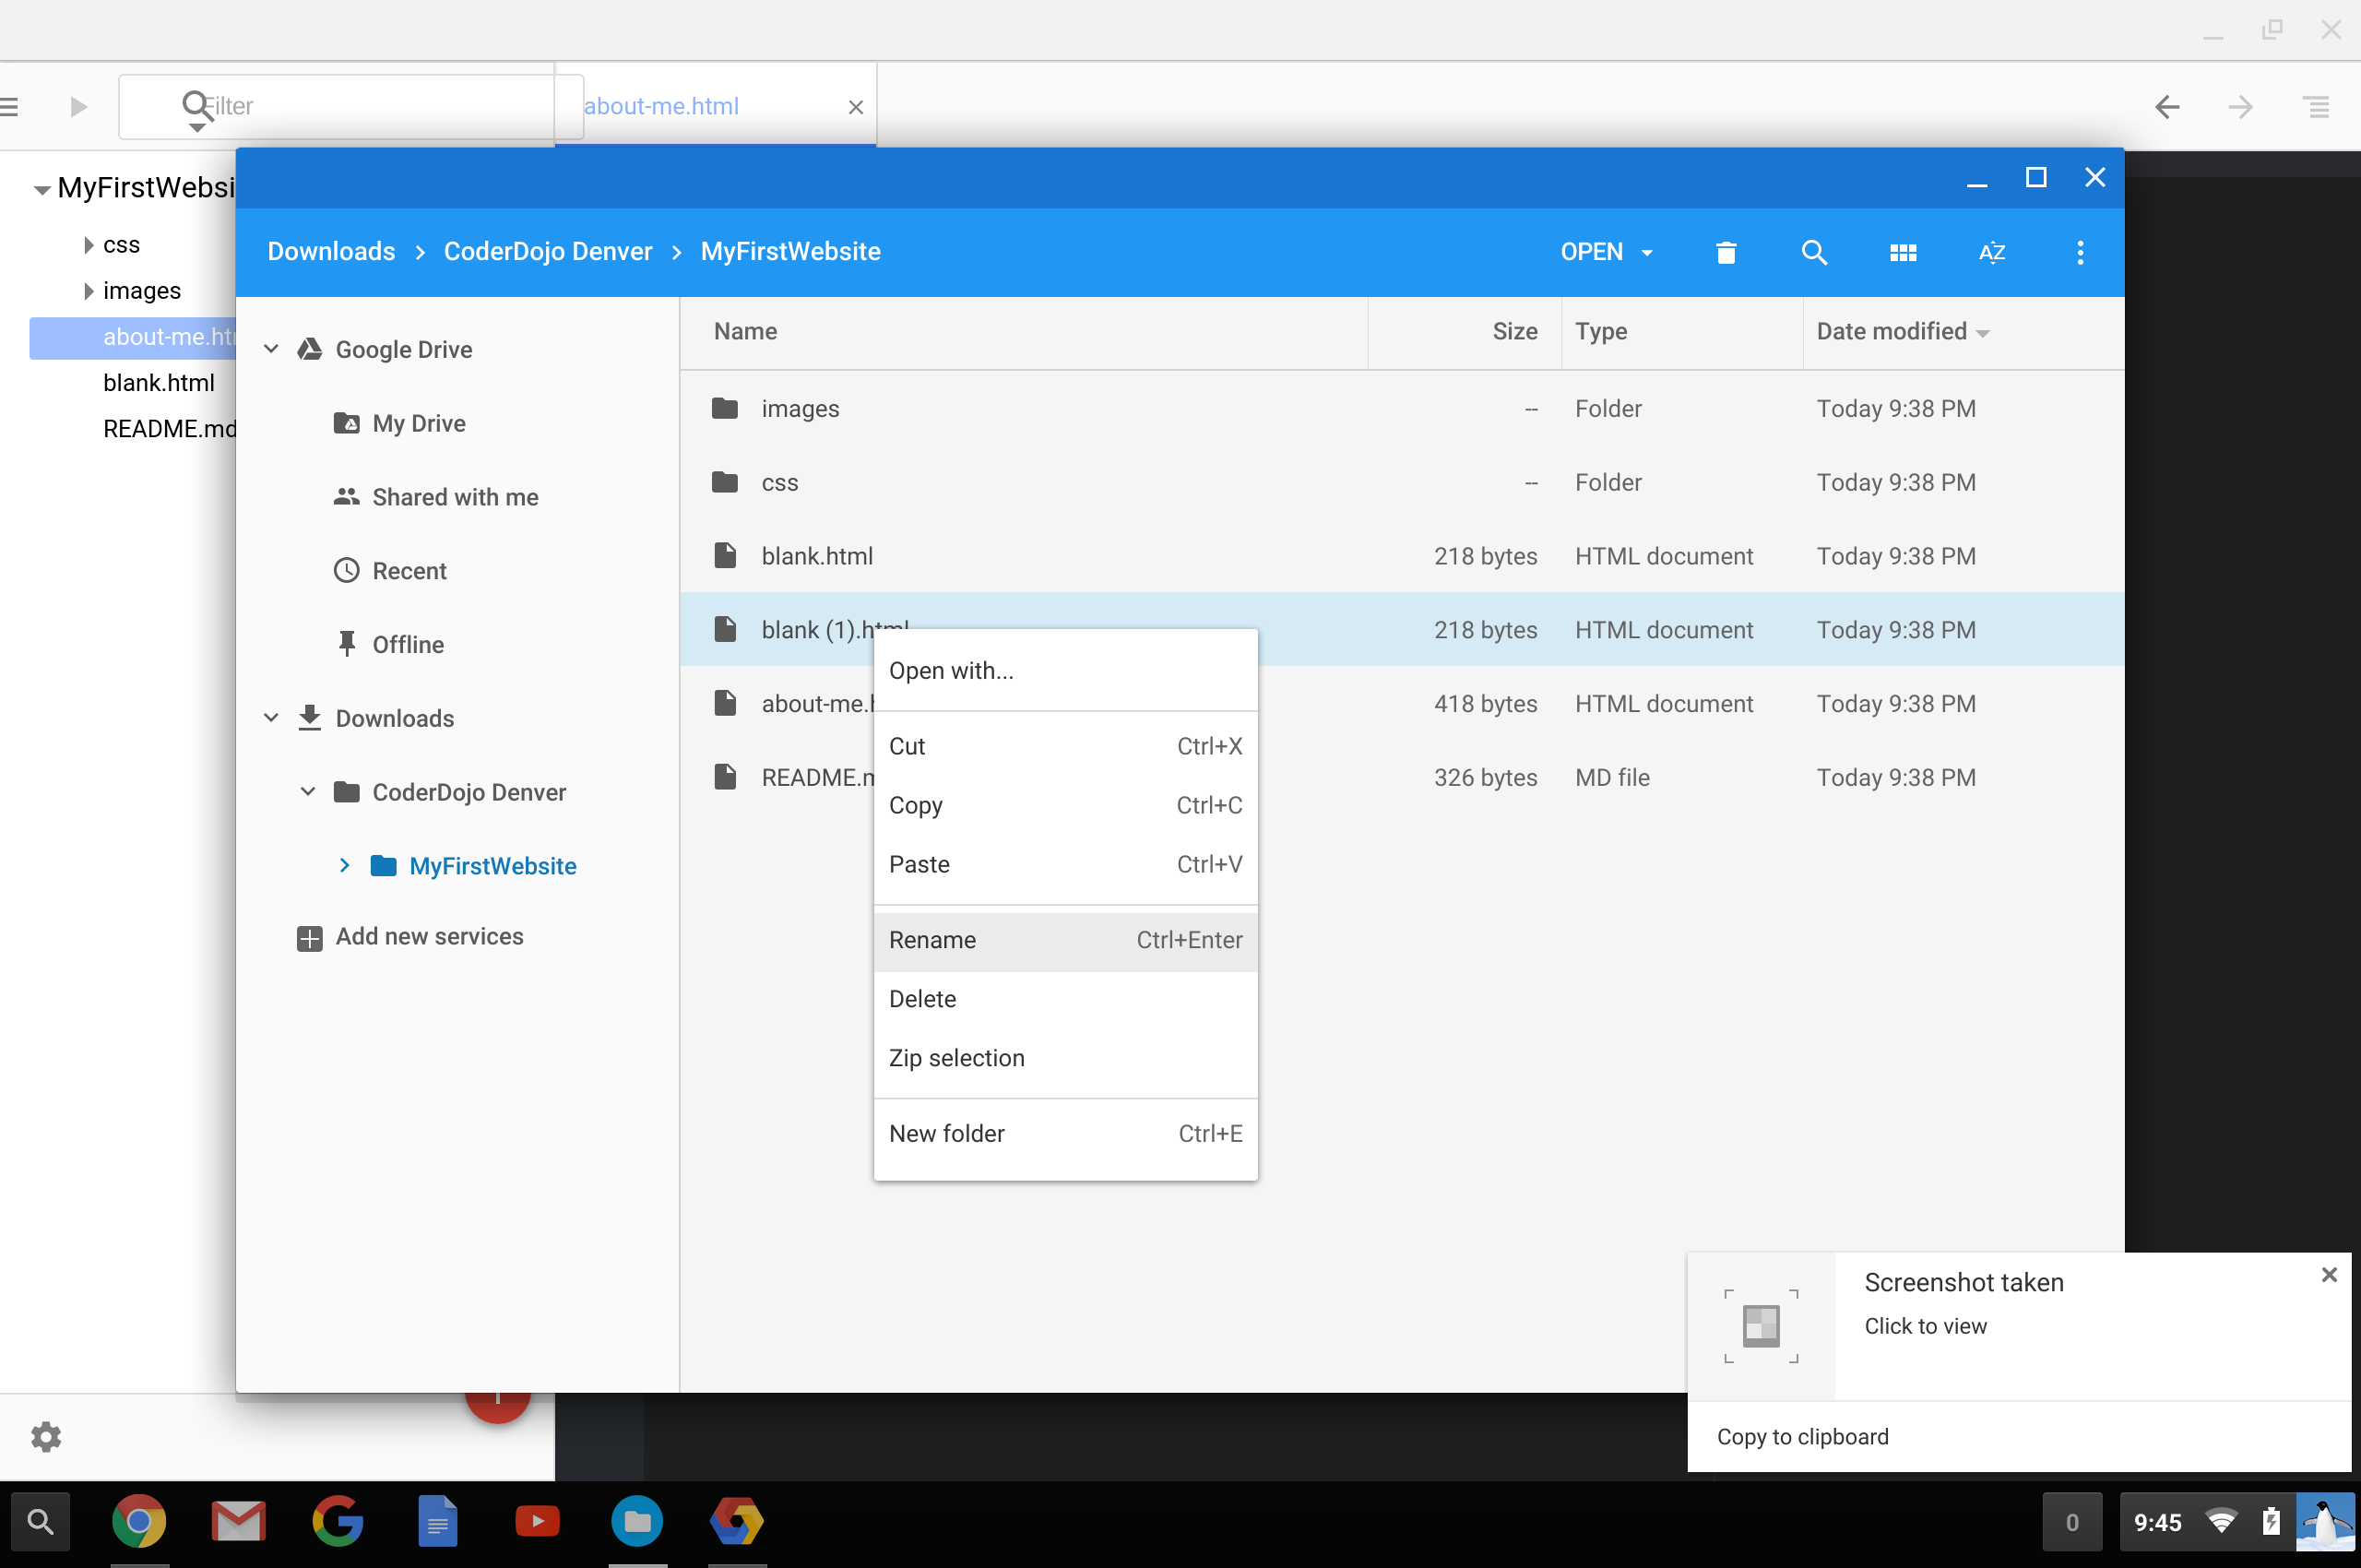 Filter
about-me.html
MyFirstWebsi
css
images
about-me.ht
blank.html
README.md
Downloads CoderDojo Denver MyFirstWebsite OPEN AZ
Google Drive
My Drive
Shared with me
Recent
Offline
Downloads
CoderDojo Denver
MyFirstWebsite
Add new services
Name Size Type Date modified
images -- Folder Today 9:38 PM
css -- Folder Today 9:38 PM
blank.html 218 bytes HTML document Today 9:38 PM
blank (1).html 218 bytes HTML document Today 9:38 PM
about-me. 418 bytes HTML document Today 9:38 PM
README.m 326 bytes MD file Today 9:38 PM
Open with...
Cut Ctrl+X
Copy Ctrl+C
Paste Ctrl+V
Rename Ctrl+Enter
Delete
Zip selection
New folder Ctrl+E
Screenshot taken
Click to view
Copy to clipboard
0 9:45